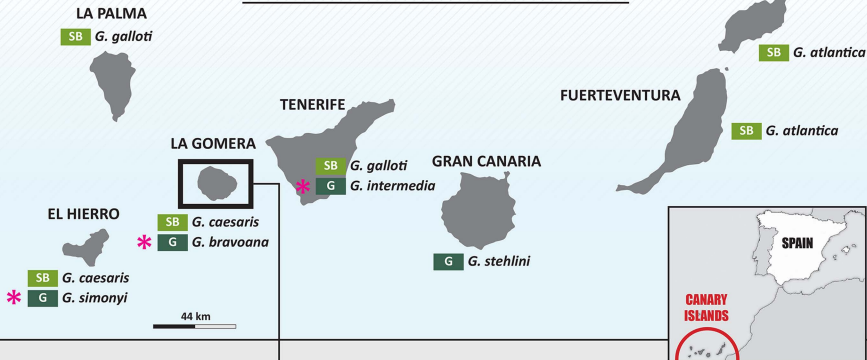 LA PALMA
SB G. galloti
SB G. atlantica
TENERIFE
FUERTEVENTURA
SB G. atlantica
LA GOMERA
SB G. galloti
* G G. intermedia
GRAN CANARIA
EL HIERRO
SB G. caesaris
* G G. bravoana
G G. stehlini
SB G. caesaris
* G G. simonyi
44 km
SPAIN
CANARY
ISLANDS